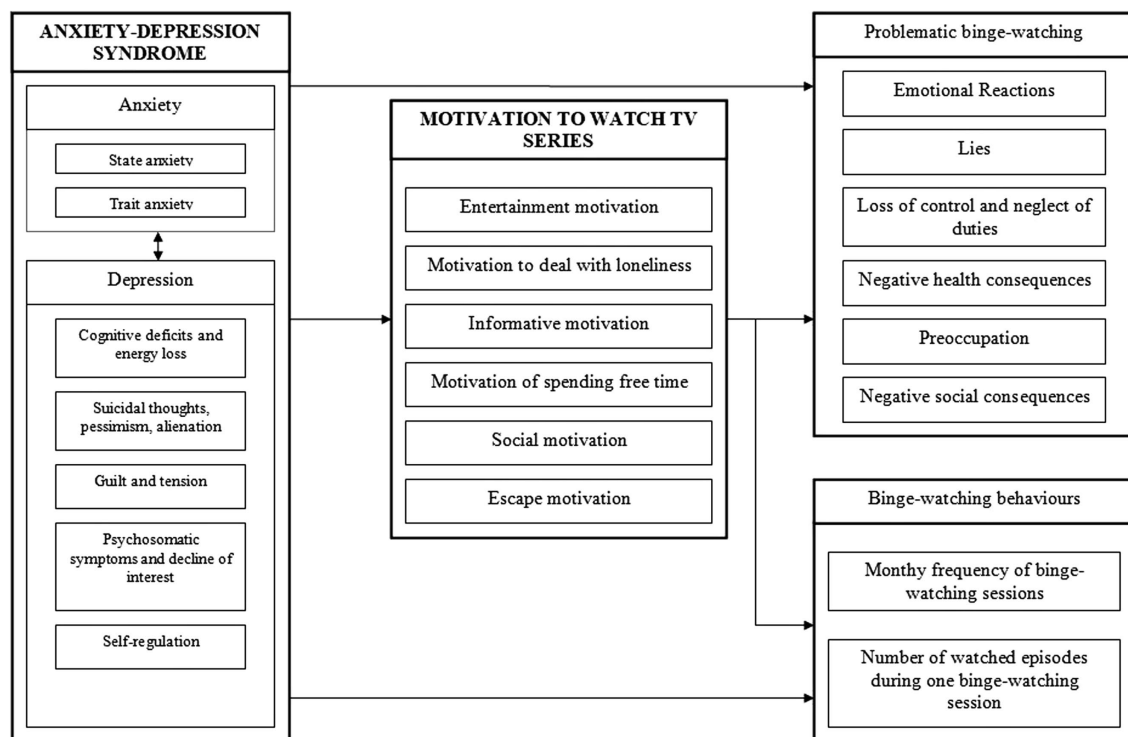 ANXIETY-DEPRESSION
SYNDROME
Anxiety
State anxiety
Trait anxiety
Depression
Cognitive deficits and
energy loss
Suicidal thoughts,
pessimism, alienation
Guilt and tension
Psychosomatic
symptoms and decline of
interest
Self-regulation
MOTIVATION TO WATCH TV
SERIES
Entertainment motivation
Motivation to deal with loneliness
Informative motivation
Motivation of spending free time
Social motivation
Escape motivation
Problematic binge-watching
Emotional Reactions
Lies
Loss of control and neglect of
duties
Negative health consequences
Preoccupation
Negative social consequences
Binge-watching behaviours
Monthy frequency of binge-
watching sessions
Number of watched episodes
during one binge-watching
session